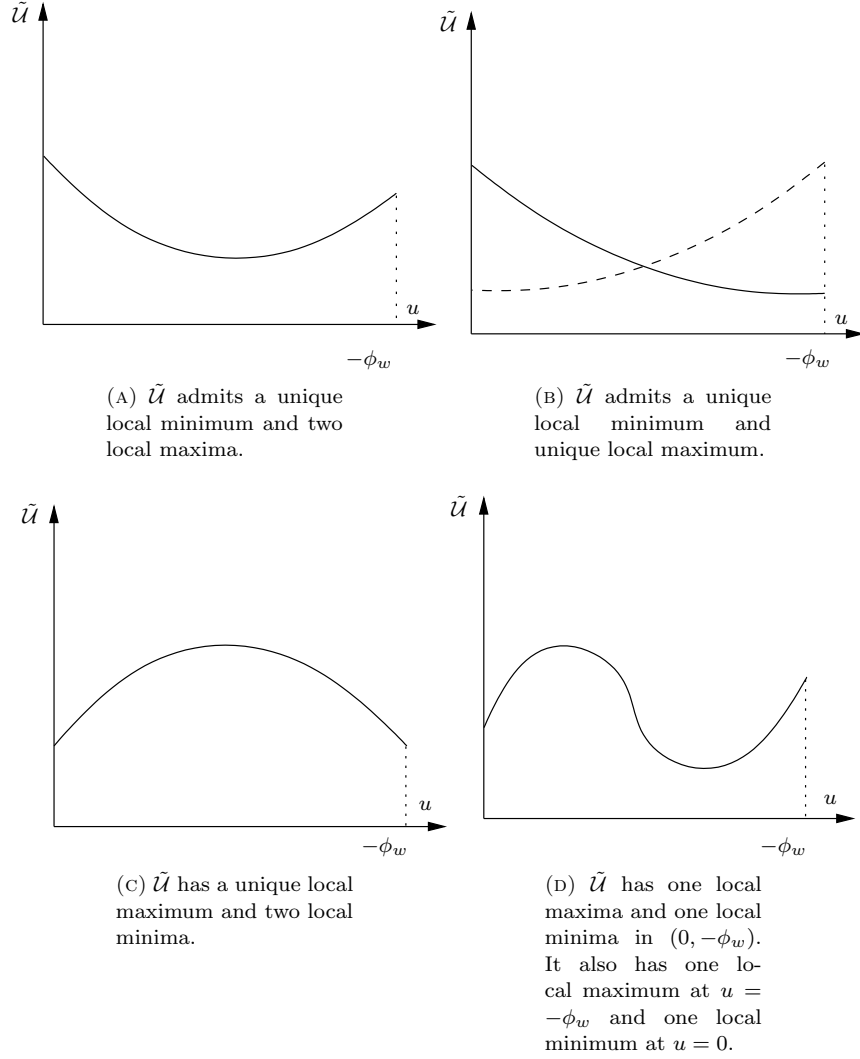 𝒰̃
u
−ϕ_w
(A) 𝒰̃ admits a unique
local minimum and two
local maxima.
𝒰̃
u
−ϕ_w
(B) 𝒰̃ admits a unique
local minimum and
unique local maximum.
𝒰̃
u
−ϕ_w
(C) 𝒰̃ has a unique local
maximum and two local
minima.
𝒰̃
u
−ϕ_w
(D) 𝒰̃ has one local
maxima and one local
minima in (0, −ϕ_w).
It also has one lo-
cal maximum at u =
−ϕ_w and one local
minimum at u = 0.